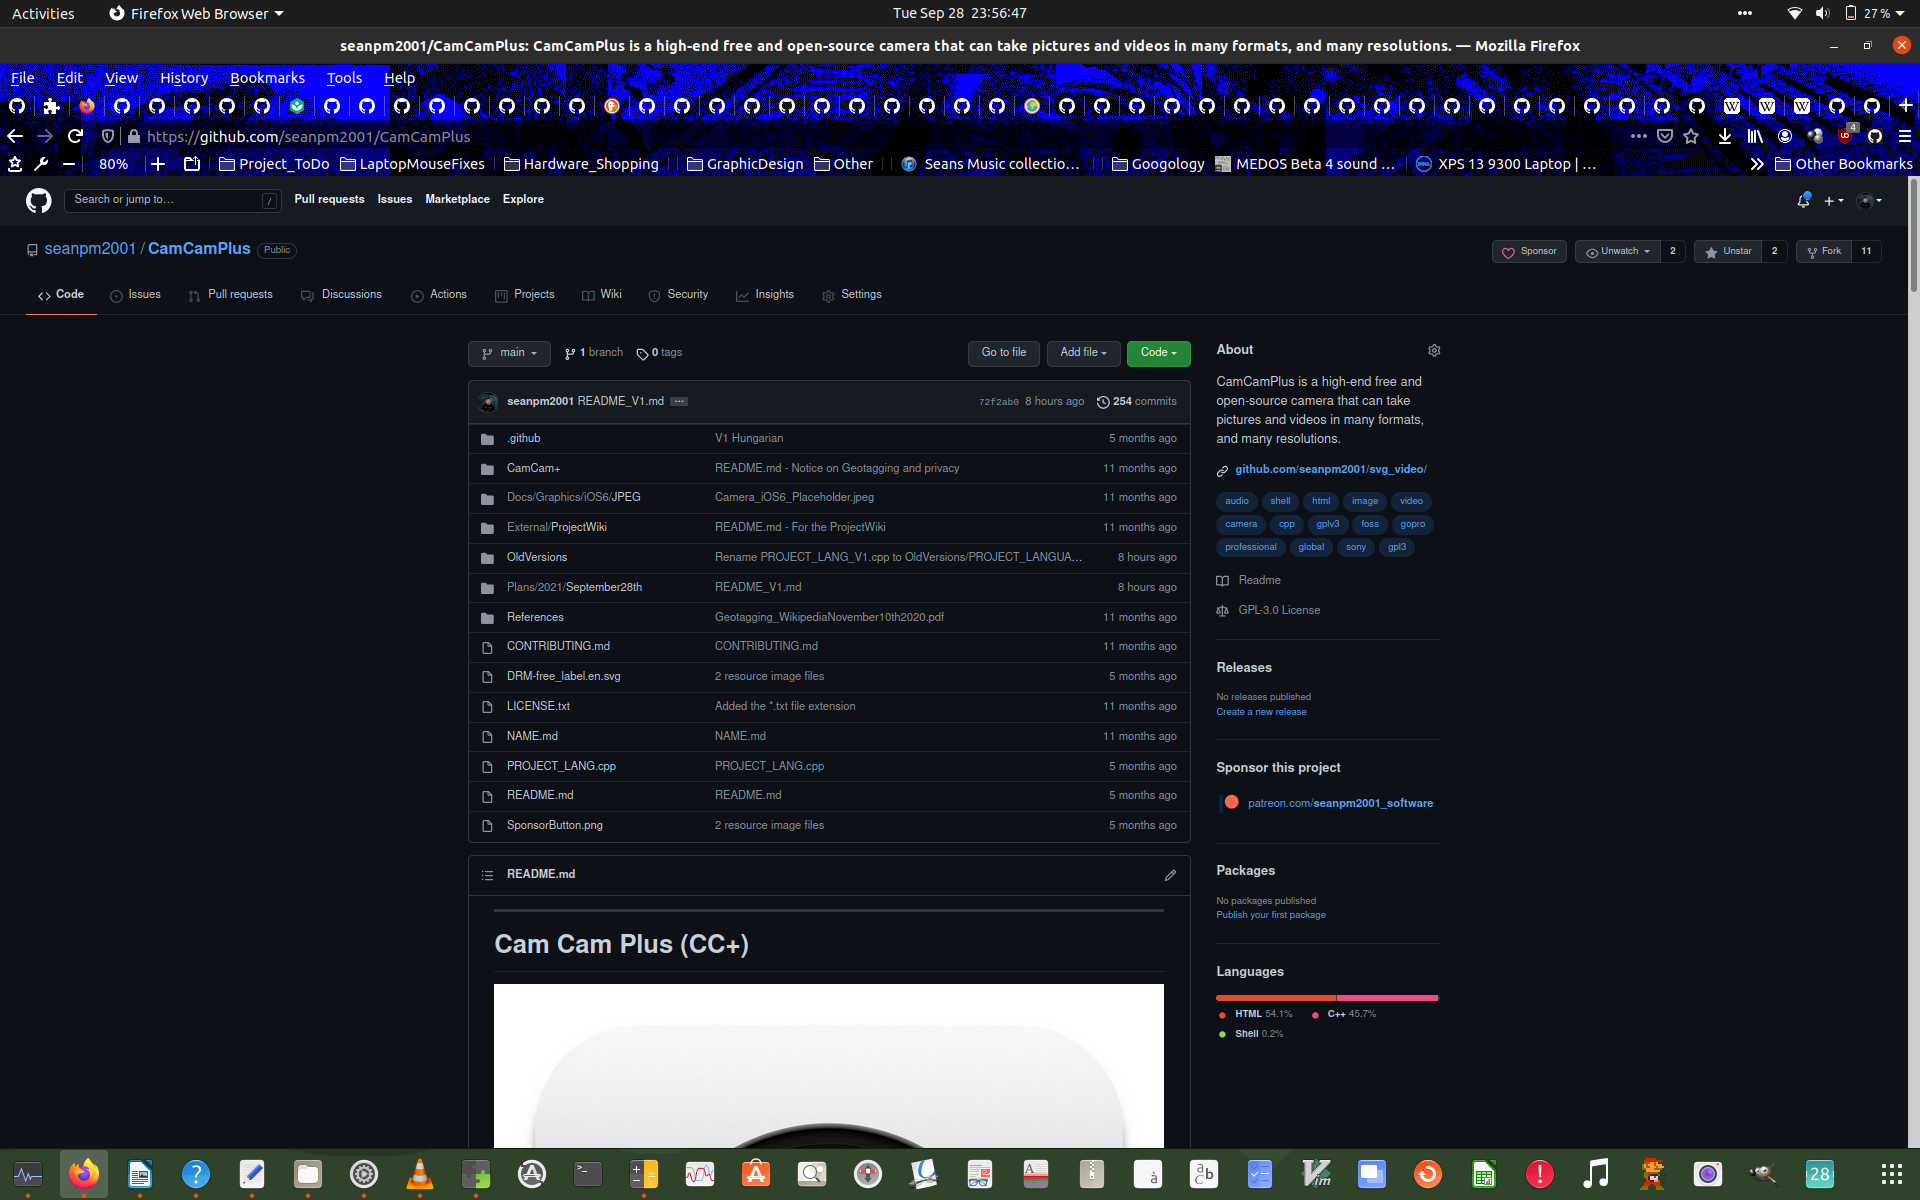 Activities Firefox Web Browser Tue Sep 28 23:56:47 27 %
seanpm2001/CamCamPlus: CamCamPlus is a high-end free and open-source camera that can take pictures and videos in many formats, and many resolutions. — Mozilla Firefox
File Edit View History Bookmarks Tools Help
https://github.com/seanpm2001/CamCamPlus 4
80% Project_ToDo LaptopMouseFixes Hardware_Shopping GraphicDesign Other Seans Music collectio… Googology MEDOS Beta 4 sound … XPS 13 9300 Laptop | … Other Bookmarks
Search or jump to… / Pull requests Issues Marketplace Explore
seanpm2001 / CamCamPlus Public Sponsor Unwatch 2 Unstar 2 Fork 11
Code Issues Pull requests Discussions Actions Projects Wiki Security Insights Settings
main 1 branch 0 tags Go to file Add file Code
seanpm2001 README_V1.md ... 72f2ab0 8 hours ago 254 commits
.github V1 Hungarian 5 months ago
CamCam+ README.md - Notice on Geotagging and privacy 11 months ago
Docs/Graphics/iOS6/JPEG Camera_iOS6_Placeholder.jpeg 11 months ago
External/ProjectWiki README.md - For the ProjectWiki 11 months ago
OldVersions Rename PROJECT_LANG_V1.cpp to OldVersions/PROJECT_LANGUA… 8 hours ago
Plans/2021/September28th README_V1.md 8 hours ago
References Geotagging_WikipediaNovember10th2020.pdf 11 months ago
CONTRIBUTING.md CONTRIBUTING.md 11 months ago
DRM-free_label.en.svg 2 resource image files 5 months ago
LICENSE.txt Added the *.txt file extension 11 months ago
NAME.md NAME.md 11 months ago
PROJECT_LANG.cpp PROJECT_LANG.cpp 5 months ago
README.md README.md 5 months ago
SponsorButton.png 2 resource image files 5 months ago
README.md
Cam Cam Plus (CC+)
About
CamCamPlus is a high-end free and
open-source camera that can take
pictures and videos in many formats,
and many resolutions.
github.com/seanpm2001/svg_video/
audio shell html image video
camera cpp gplv3 foss gopro
professional global sony gpl3
Readme
GPL-3.0 License
Releases
No releases published
Create a new release
Sponsor this project
patreon.com/seanpm2001_software
Packages
No packages published
Publish your first package
Languages
HTML 54.1% C++ 45.7%
Shell 0.2%
28